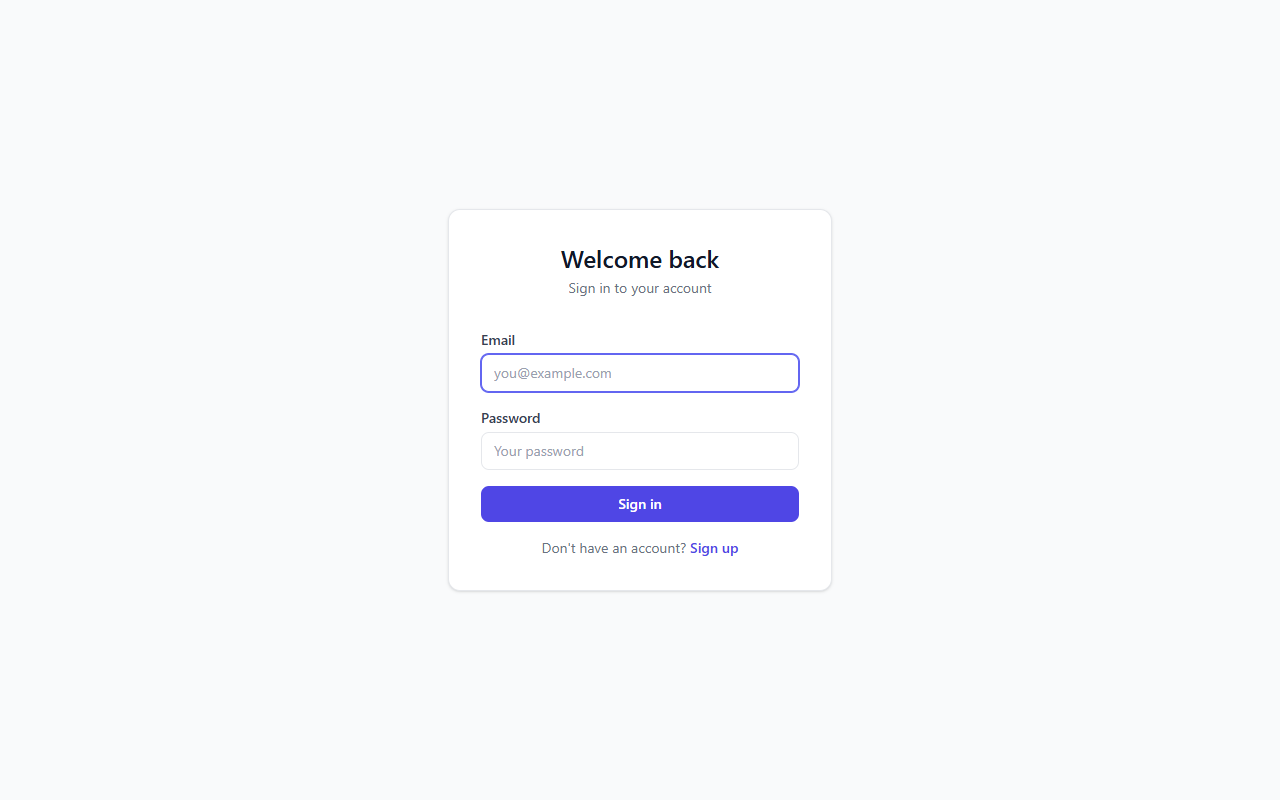 Welcome back
Sign in to your account
Email
you@example.com
Password
Your password
Sign in
Don't have an account? Sign up